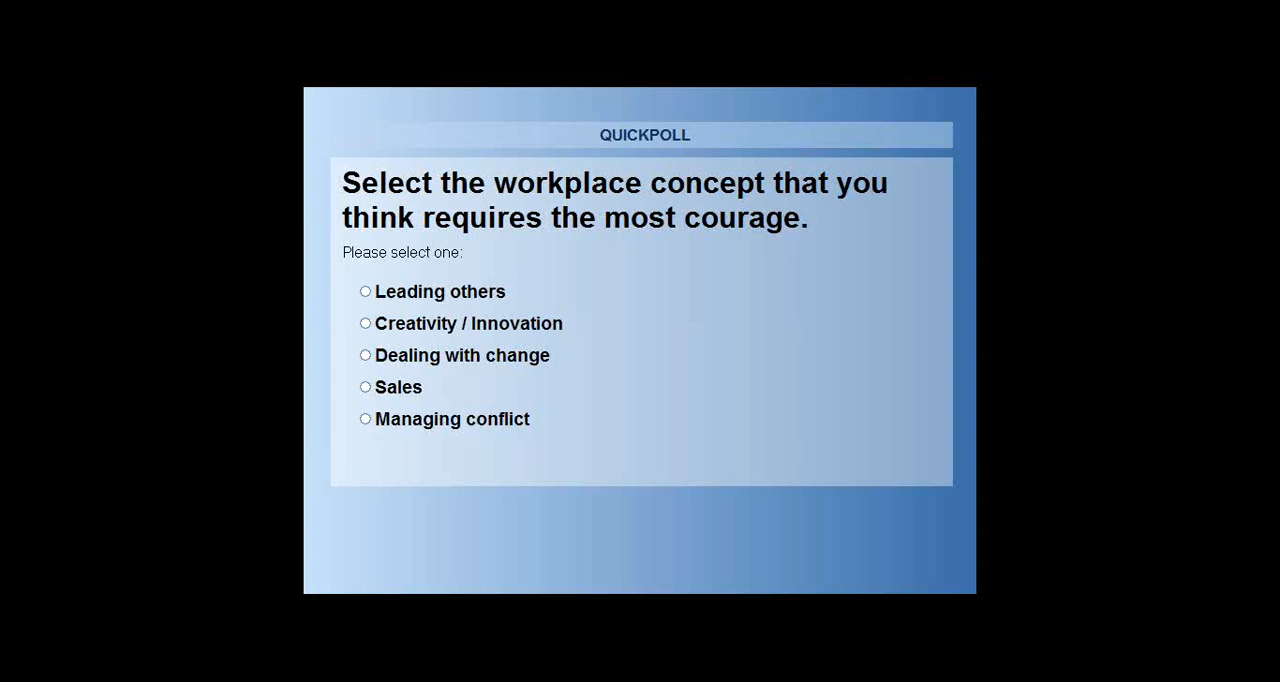 QUICKPOLL
Select the workplace concept that you
think requires the most courage.
Please select one:
Leading others
Creativity / Innovation
Dealing with change
Sales
Managing conflict